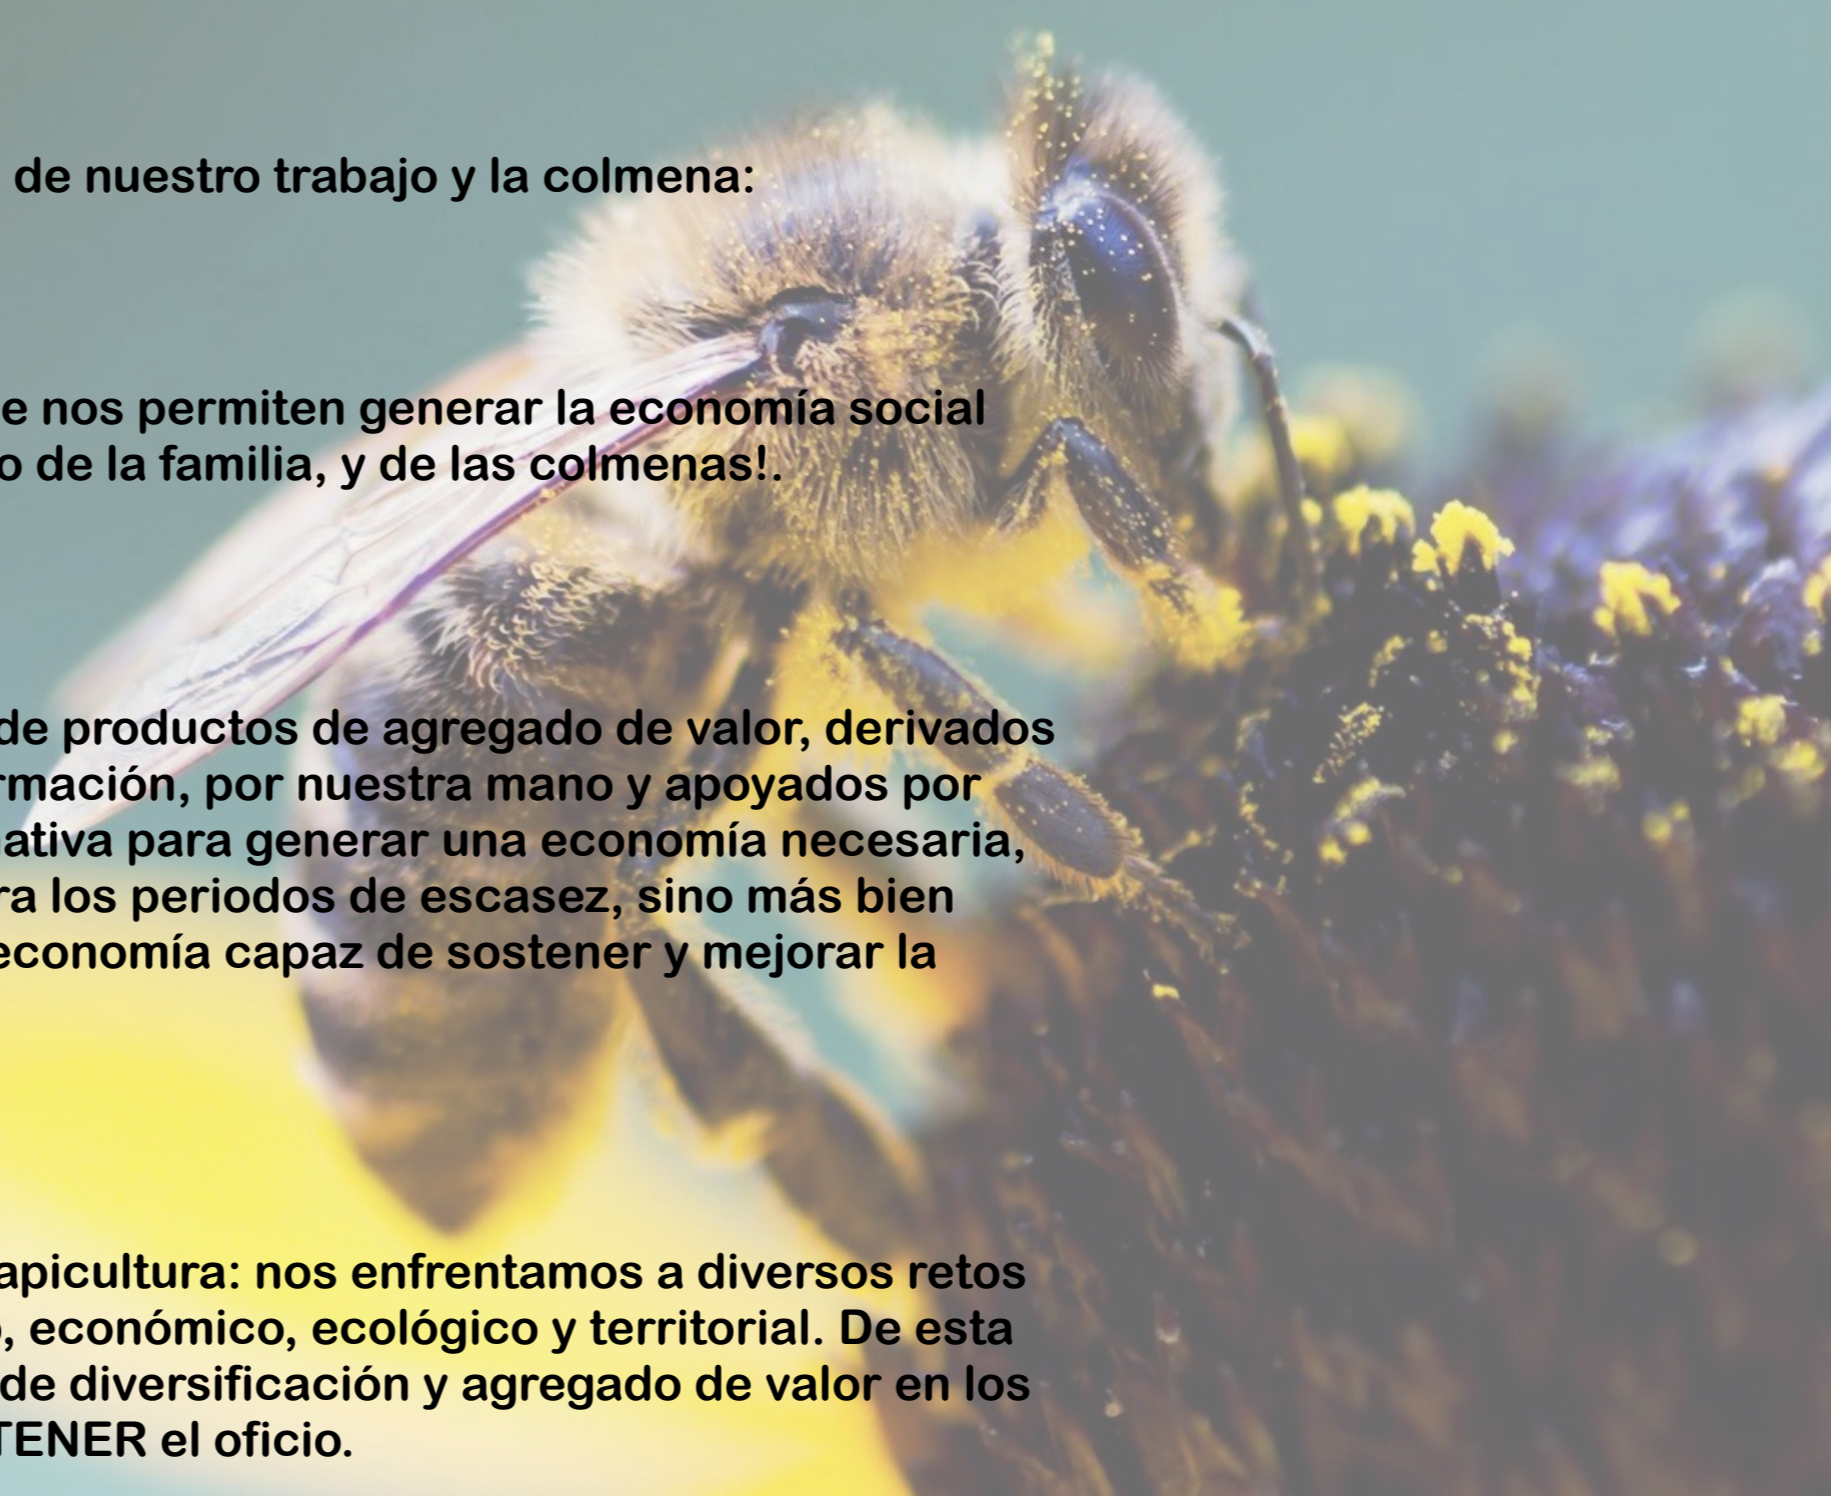 de nuestro trabajo y la colmena:
e nos permiten generar la economía social
o de la familia, y de las colmenas!.
de productos de agregado de valor, derivados
rmación, por nuestra mano y apoyados por
ativa para generar una economía necesaria,
ra los periodos de escasez, sino más bien
economía capaz de sostener y mejorar la
apicultura: nos enfrentamos a diversos retos
, económico, ecológico y territorial. De esta
de diversificación y agregado de valor en los
TENER el oficio.